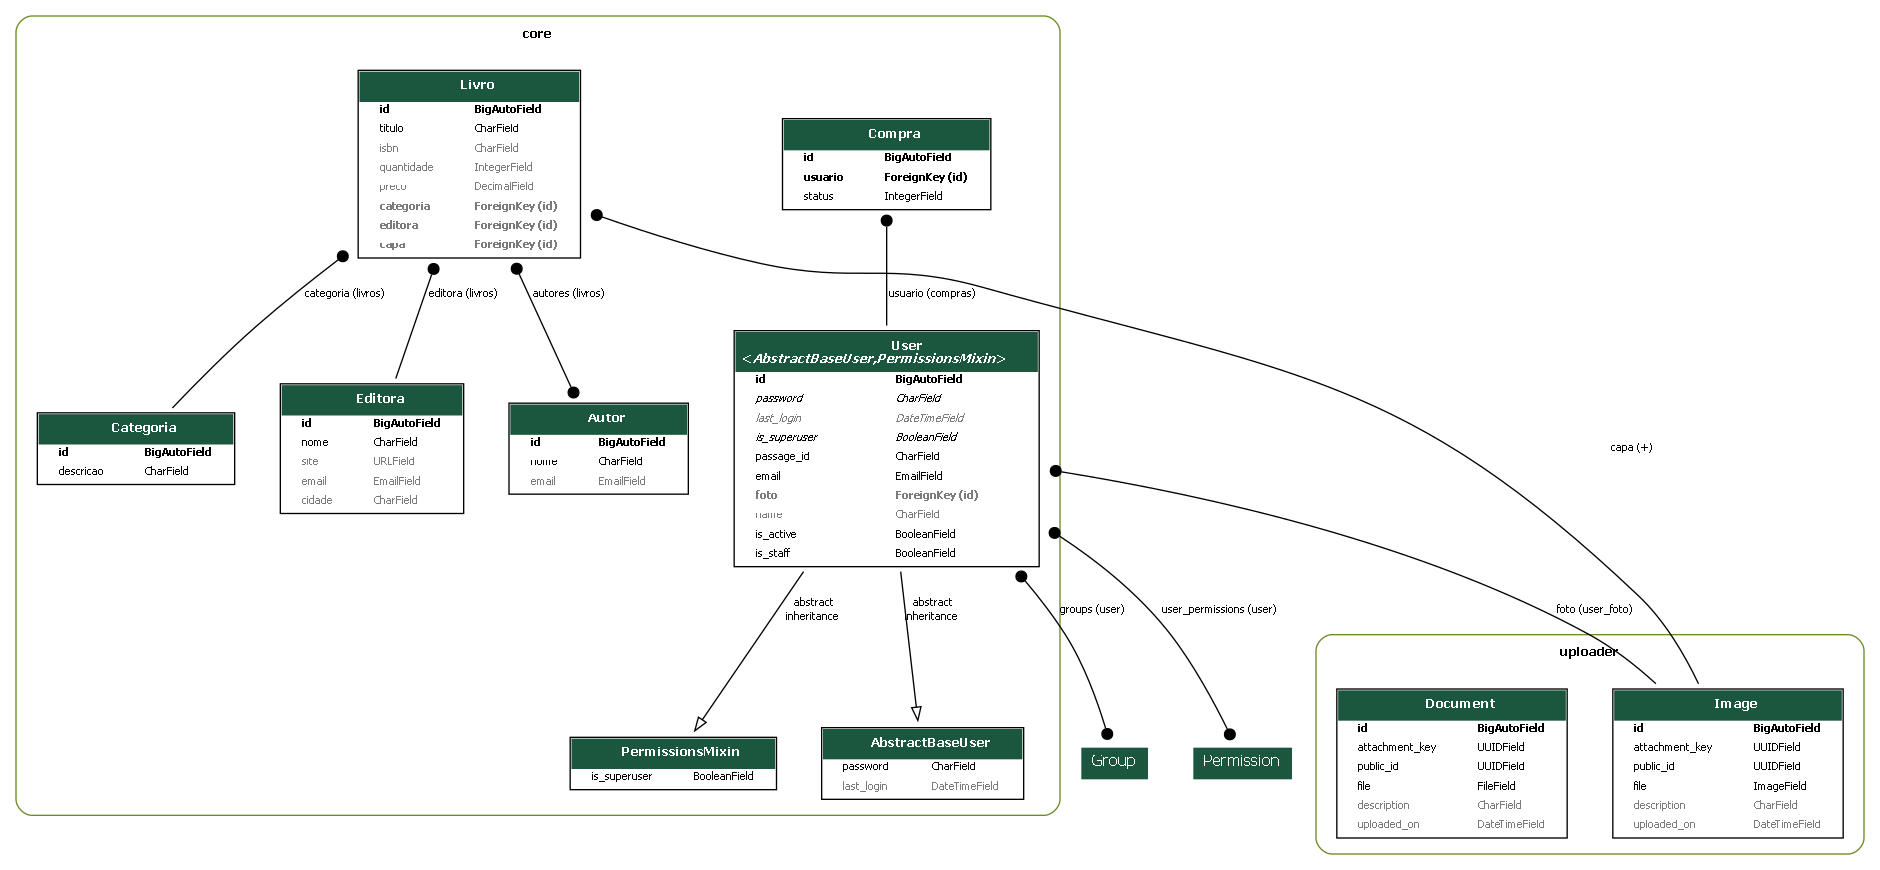 core
Livro
id BigAutoField
titulo CharField
isbn CharField
quantidade IntegerField
preco DecimalField
categoria ForeignKey (id)
editora ForeignKey (id)
capa ForeignKey (id)
Compra
id BigAutoField
usuario ForeignKey (id)
status IntegerField
categoria (livros)
editora (livros)
autores (livros)
usuario (compras)
User
<AbstractBaseUser,PermissionsMixin>
id BigAutoField
password CharField
last_login DateTimeField
is_superuser BooleanField
passage_id CharField
email EmailField
foto ForeignKey (id)
name CharField
is_active BooleanField
is_staff BooleanField
Categoria
id BigAutoField
descricao CharField
Editora
id BigAutoField
nome CharField
site URLField
email EmailField
cidade CharField
Autor
id BigAutoField
nome CharField
email EmailField
capa (+)
abstract
inheritance
abstract
inheritance
groups (user)
user_permissions (user)
foto (user_foto)
PermissionsMixin
is_superuser BooleanField
AbstractBaseUser
password CharField
last_login DateTimeField
Group
Permission
uploader
Document
id BigAutoField
attachment_key UUIDField
public_id UUIDField
file FileField
description CharField
uploaded_on DateTimeField
Image
id BigAutoField
attachment_key UUIDField
public_id UUIDField
file ImageField
description CharField
uploaded_on DateTimeField